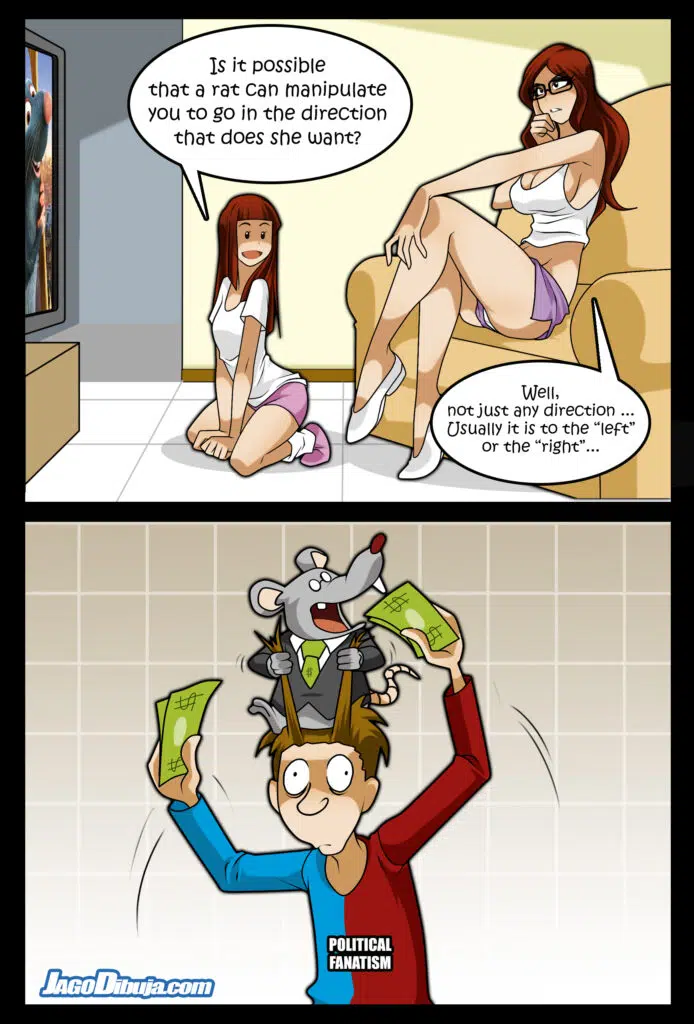 Is it possible
that a rat can manipulate
you to go in the direction
that does she want?
Well,
not just any direction ...
Usually it is to the “left”
or the “right”...
$
$
$
$
$
POLITICAL
FANATISM
JAGODibuja.com